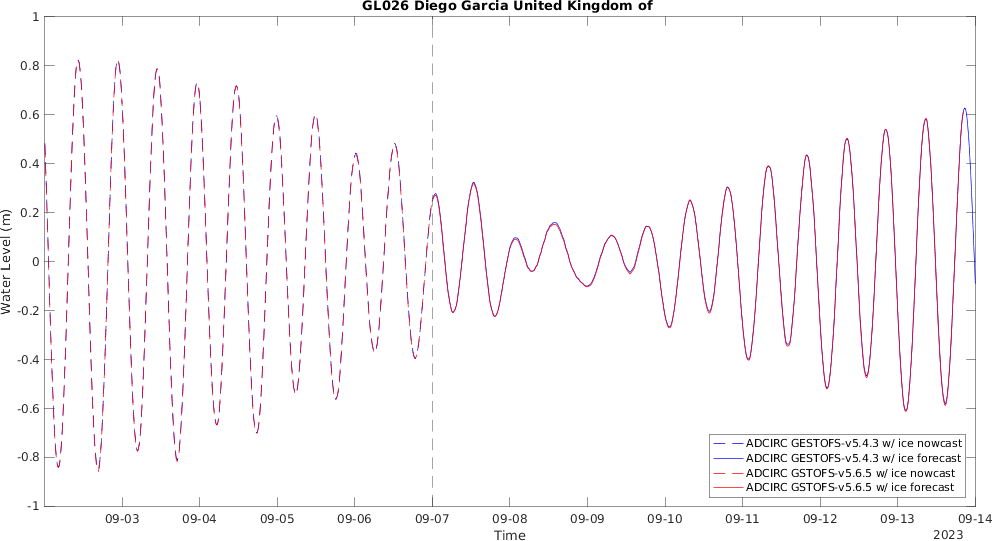 GL026 Diego Garcia United Kingdom of
1
0.8
0.6
0.4
0.2
0
-0.2
-0.4
-0.6
-0.8
-1
Water Level (m)
ADCIRC GESTOFS-v5.4.3 w/ ice nowcast
ADCIRC GESTOFS-v5.4.3 w/ ice forecast
ADCIRC GSTOFS-v5.6.5 w/ ice nowcast
ADCIRC GSTOFS-v5.6.5 w/ ice forecast
09-03 09-04 09-05 09-06 09-07 09-08 09-09 09-10 09-11 09-12 09-13 09-14
Time
2023